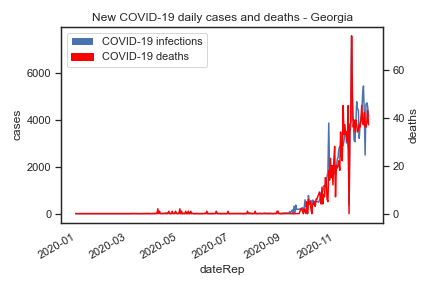 New COVID-19 daily cases and deaths - Georgia
COVID-19 infections
COVID-19 deaths
cases
6000
4000
2000
0
deaths
60
40
20
0
2020-01
2020-03
2020-05
2020-07
2020-09
2020-11
dateRep